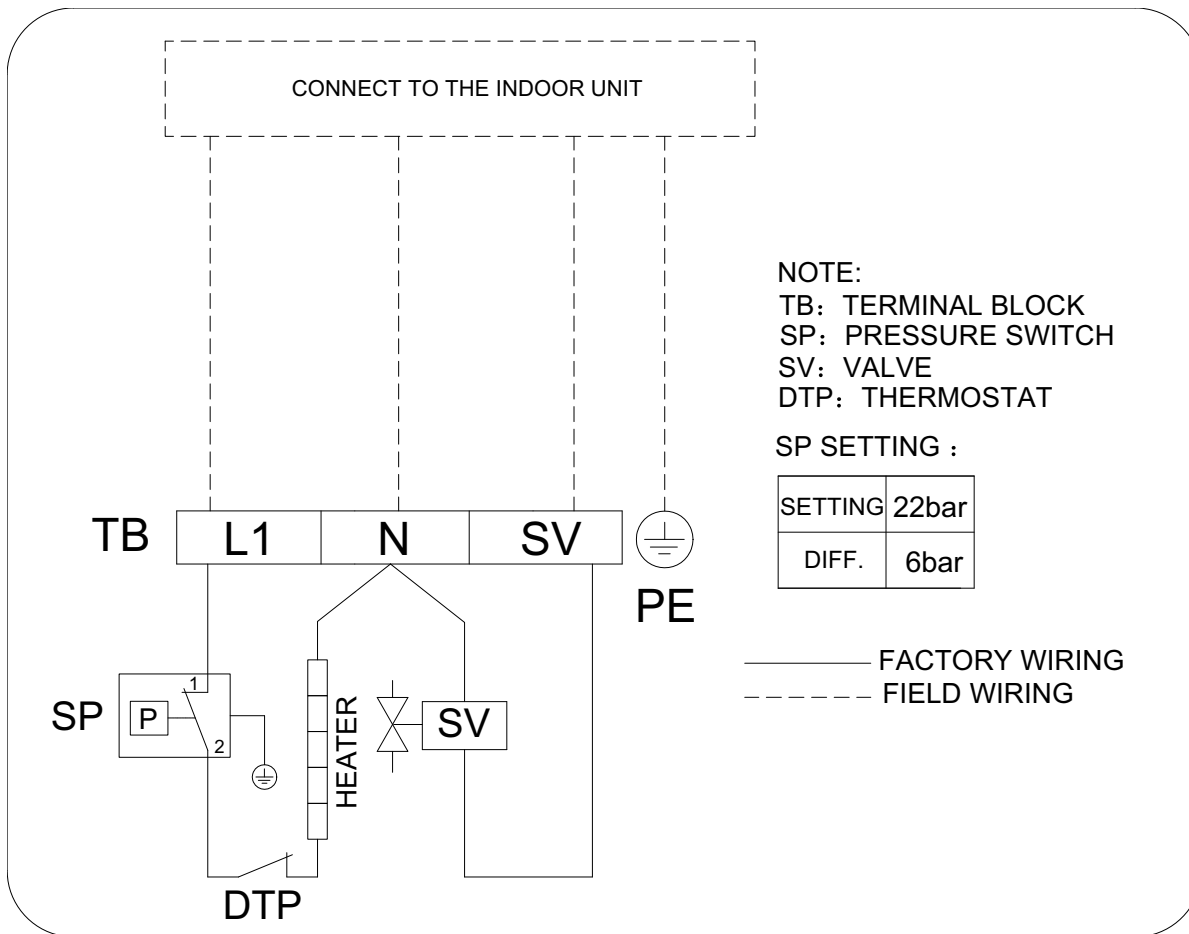 CONNECT TO THE INDOOR UNIT
NOTE:
TB：TERMINAL BLOCK
SP：PRESSURE SWITCH
SV：VALVE
DTP：THERMOSTAT
SP SETTING：
SETTING 22bar
DIFF. 6bar
TB L1 N SV
PE
FACTORY WIRING
FIELD WIRING
SP P 1 2
HEATER
SV
DTP